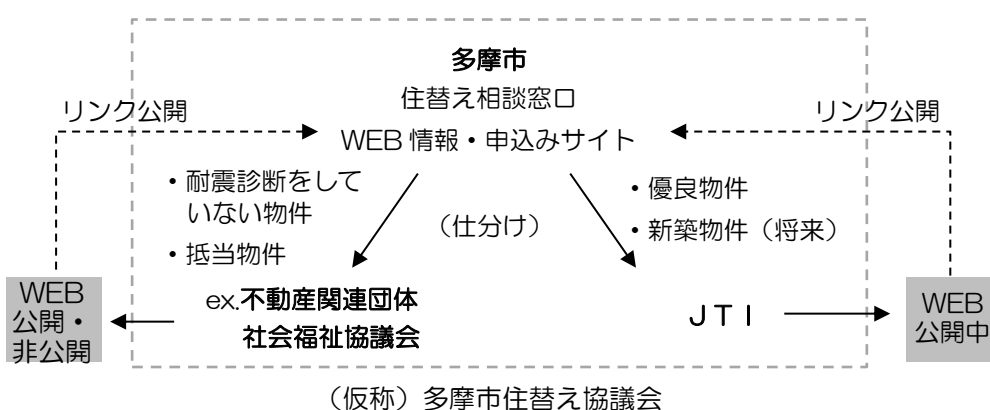 多摩市
住替え相談窓口
WEB 情報・申込みサイト
リンク公開
リンク公開
・耐震診断をして
いない物件
・抵当物件
（仕分け）
・優良物件
・新築物件（将来）
WEB
公開・
非公開
ex.不動産関連団体
社会福祉協議会
ＪＴＩ
WEB
公開中
（仮称）多摩市住替え協議会